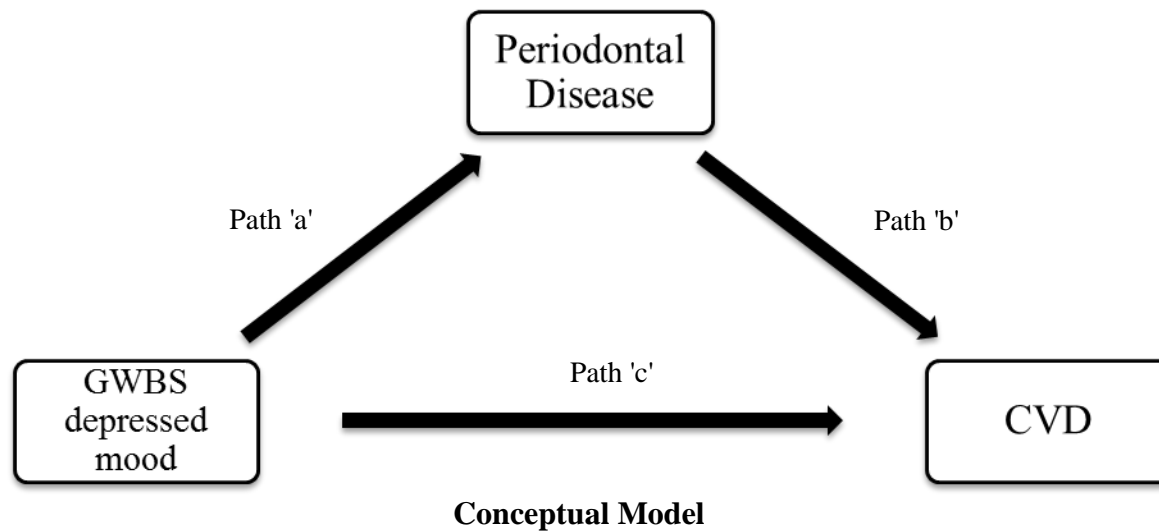 Periodontal
Disease
Path 'a'
Path 'b'
Path 'c'
GWBS
depressed
mood
CVD
Conceptual Model